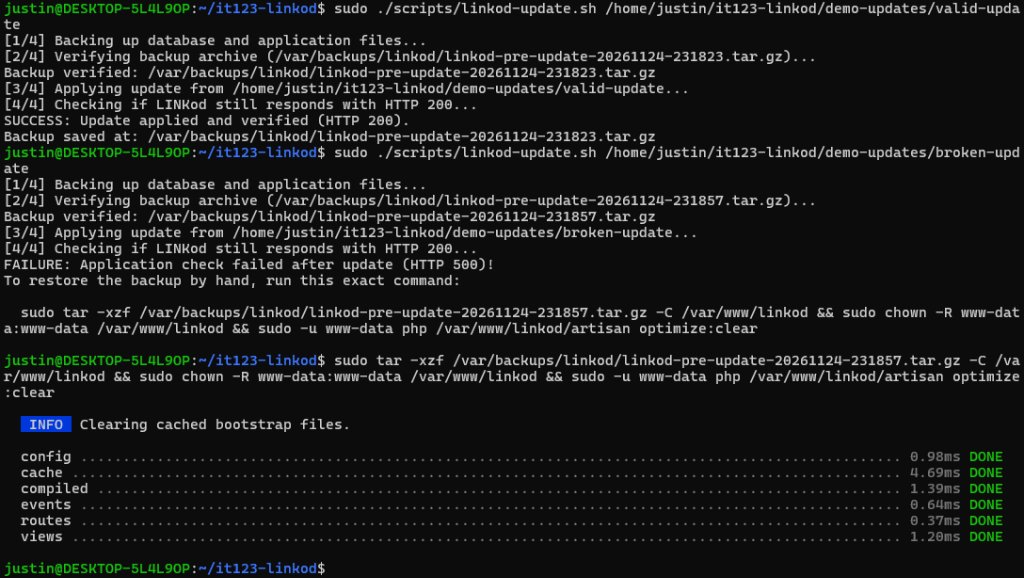 justin@DESKTOP-5L4L9OP:~/it123-linkod$ sudo ./scripts/linkod-update.sh /home/justin/it123-linkod/demo-updates/valid-upda
te
[1/4] Backing up database and application files...
[2/4] Verifying backup archive (/var/backups/linkod/linkod-pre-update-20261124-231823.tar.gz)...
Backup verified: /var/backups/linkod/linkod-pre-update-20261124-231823.tar.gz
[3/4] Applying update from /home/justin/it123-linkod/demo-updates/valid-update...
[4/4] Checking if LINKod still responds with HTTP 200...
SUCCESS: Update applied and verified (HTTP 200).
Backup saved at: /var/backups/linkod/linkod-pre-update-20261124-231823.tar.gz
justin@DESKTOP-5L4L9OP:~/it123-linkod$ sudo ./scripts/linkod-update.sh /home/justin/it123-linkod/demo-updates/broken-upd
ate
[1/4] Backing up database and application files...
[2/4] Verifying backup archive (/var/backups/linkod/linkod-pre-update-20261124-231857.tar.gz)...
Backup verified: /var/backups/linkod/linkod-pre-update-20261124-231857.tar.gz
[3/4] Applying update from /home/justin/it123-linkod/demo-updates/broken-update...
[4/4] Checking if LINKod still responds with HTTP 200...
FAILURE: Application check failed after update (HTTP 500)!
To restore the backup by hand, run this exact command:
sudo tar -xzf /var/backups/linkod/linkod-pre-update-20261124-231857.tar.gz -C /var/www/linkod && sudo chown -R www-dat
a:www-data /var/www/linkod && sudo -u www-data php /var/www/linkod/artisan optimize:clear
justin@DESKTOP-5L4L9OP:~/it123-linkod$ sudo tar -xzf /var/backups/linkod/linkod-pre-update-20261124-231857.tar.gz -C /va
r/www/linkod && sudo chown -R www-data:www-data /var/www/linkod && sudo -u www-data php /var/www/linkod/artisan optimize
:clear
INFO Clearing cached bootstrap files.
config ........................................................................................ 0.98ms DONE
cache ......................................................................................... 4.69ms DONE
compiled ...................................................................................... 1.39ms DONE
events ........................................................................................ 0.64ms DONE
routes ........................................................................................ 0.37ms DONE
views ......................................................................................... 1.20ms DONE
justin@DESKTOP-5L4L9OP:~/it123-linkod$